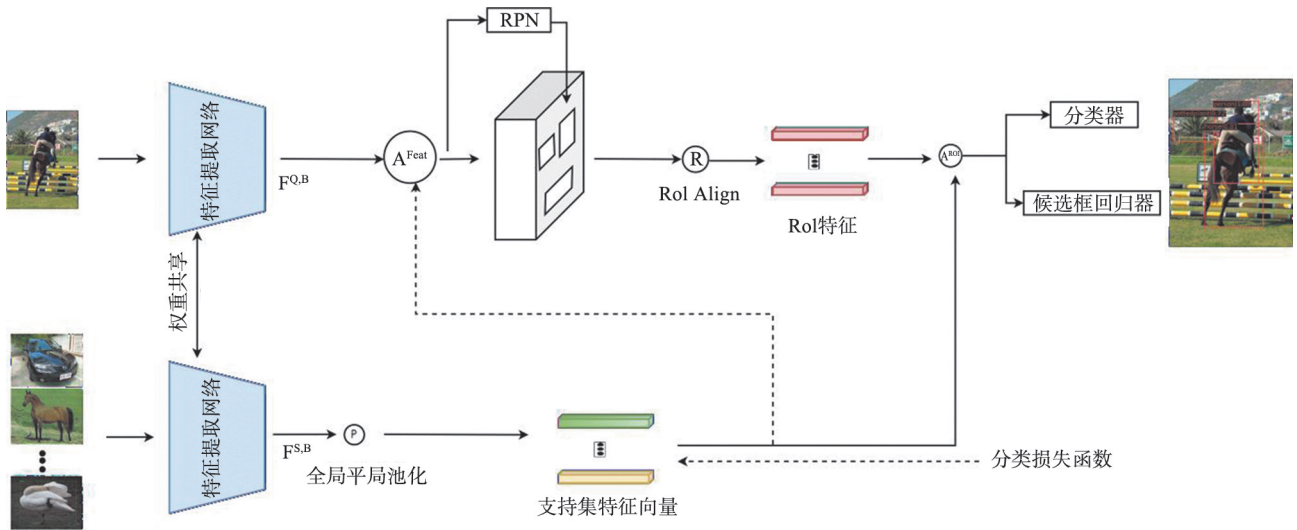 RPN
特征提取网络
F^Q,B
A^Feat
R
RoI Align
RoI特征
A^ROI
分类器
候选框回归器
权重共享
特征提取网络
F^S,B
P
全局平局池化
支持集特征向量
分类损失函数